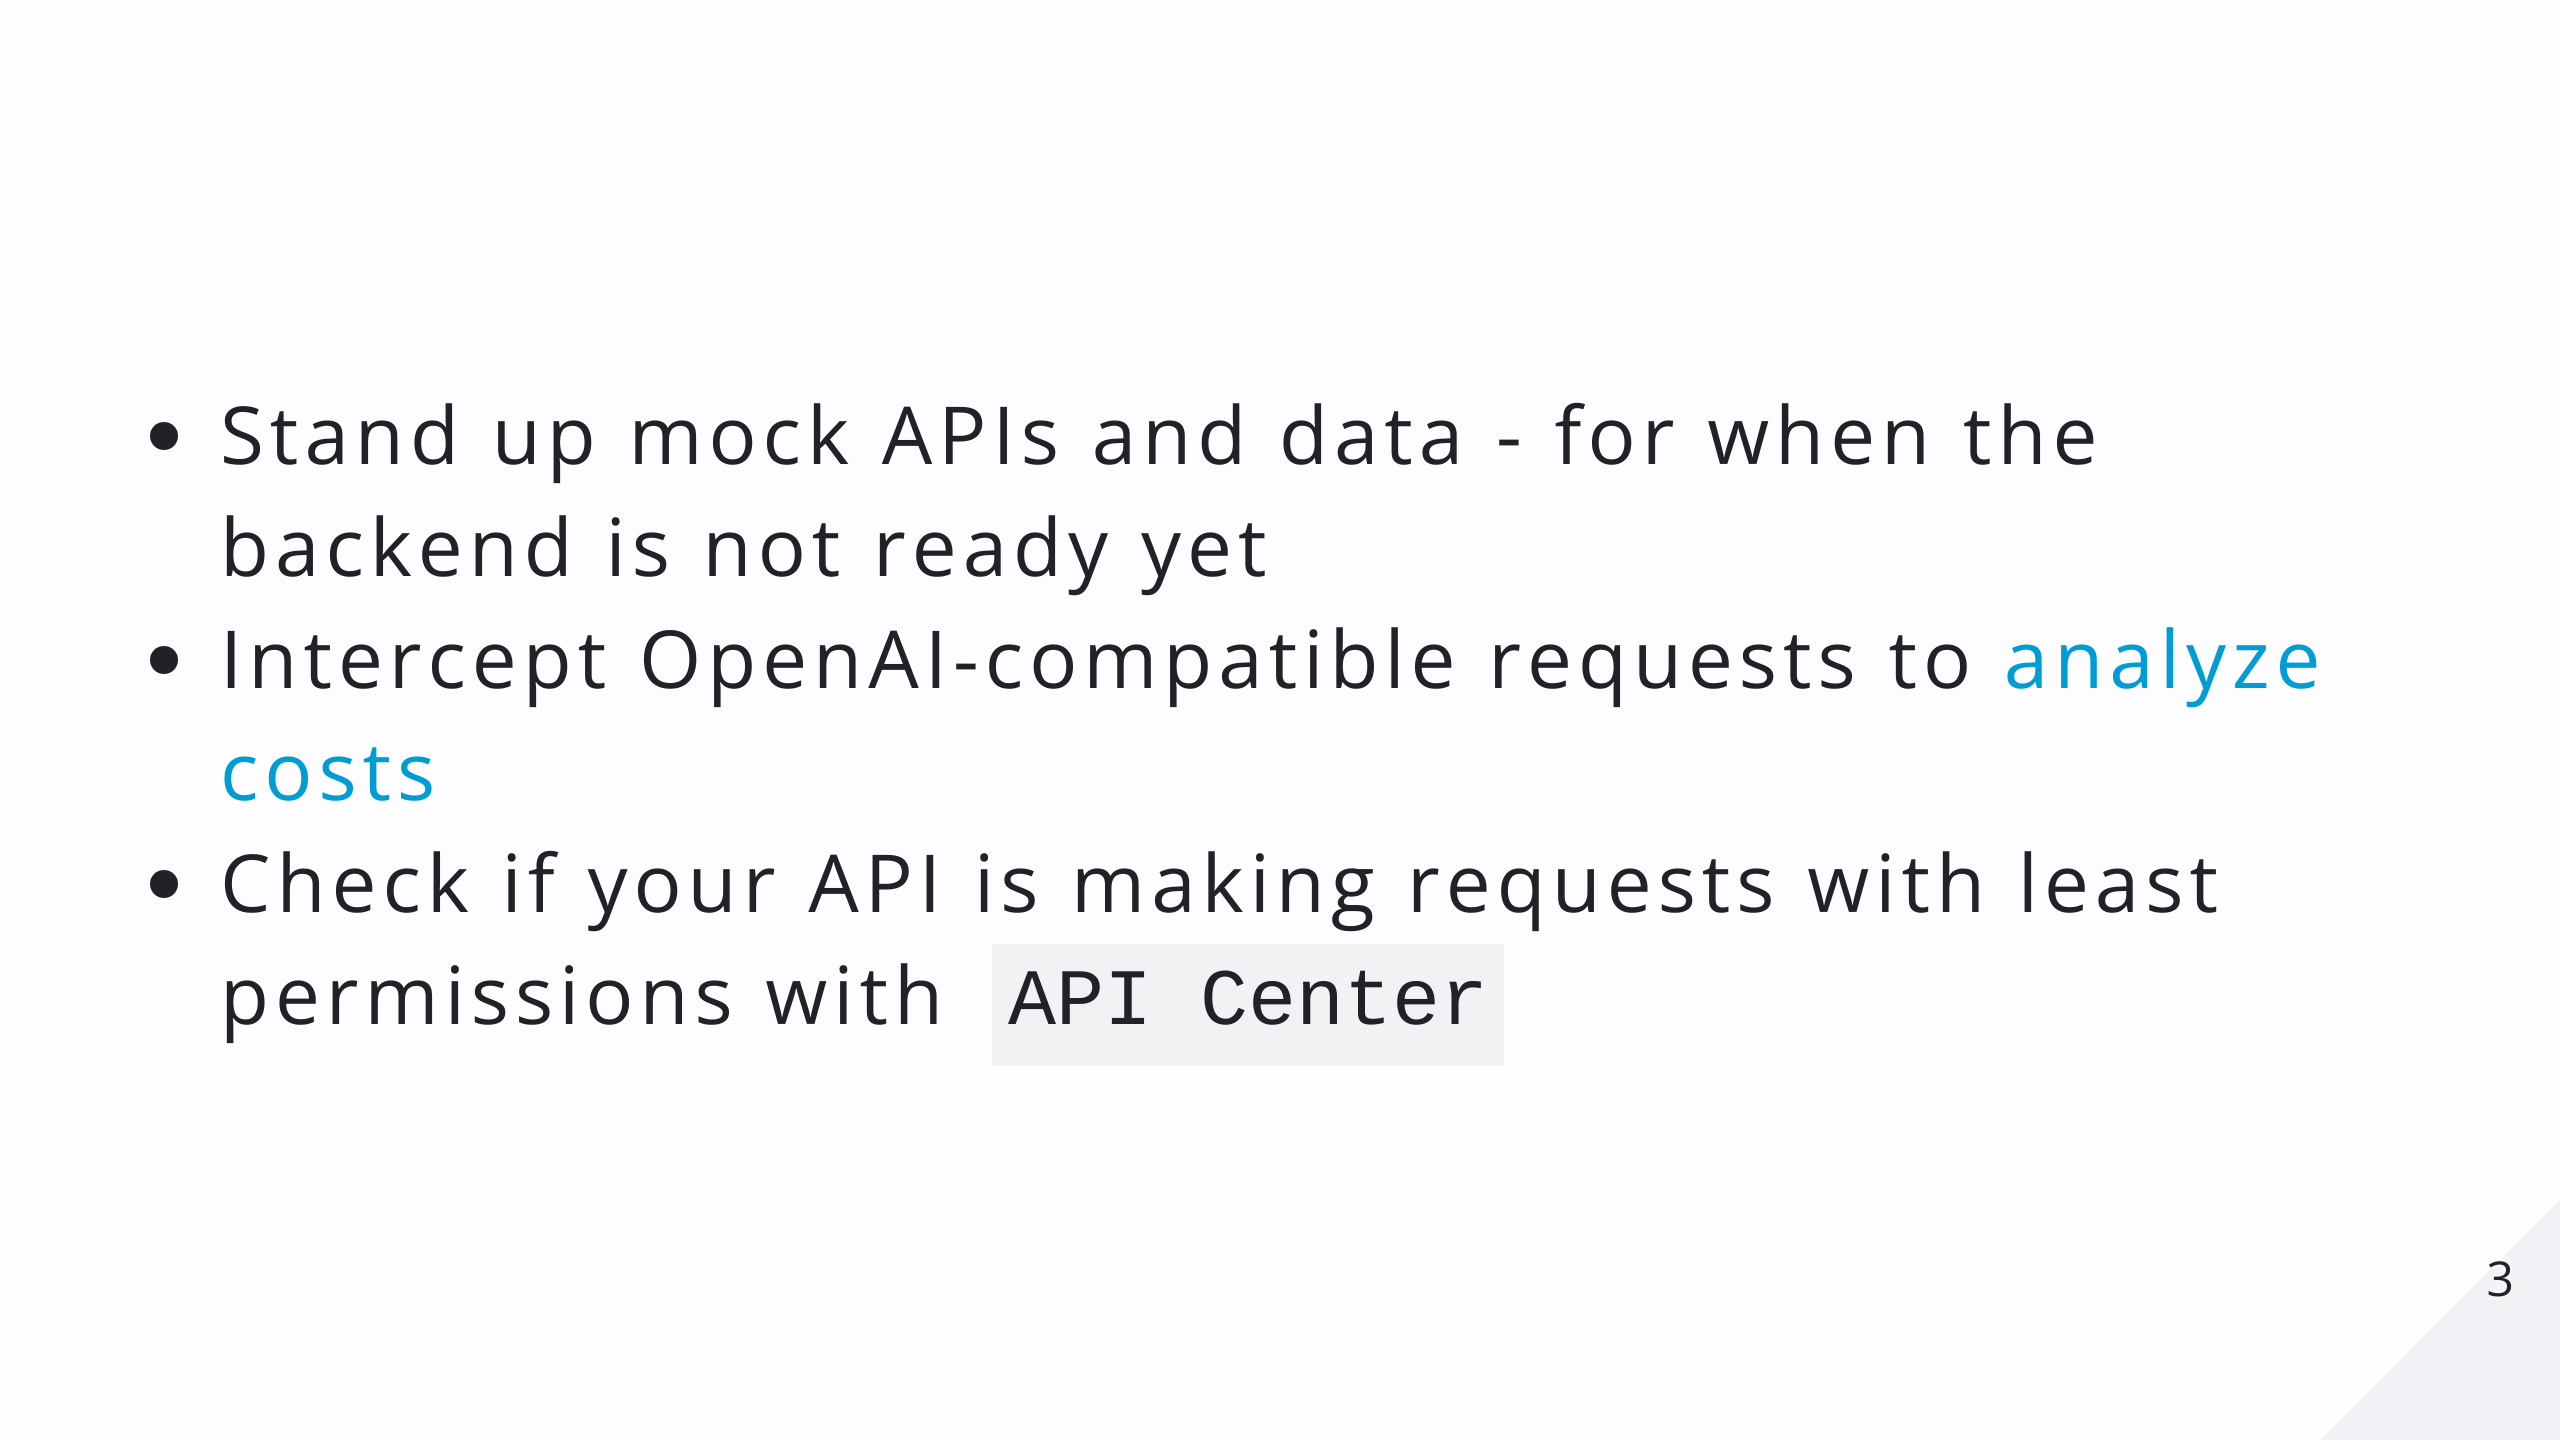 Stand up mock APIs and data - for when the
backend is not ready yet
Intercept OpenAI-compatible requests to analyze
costs
Check if your API is making requests with least
permissions with API Center
3